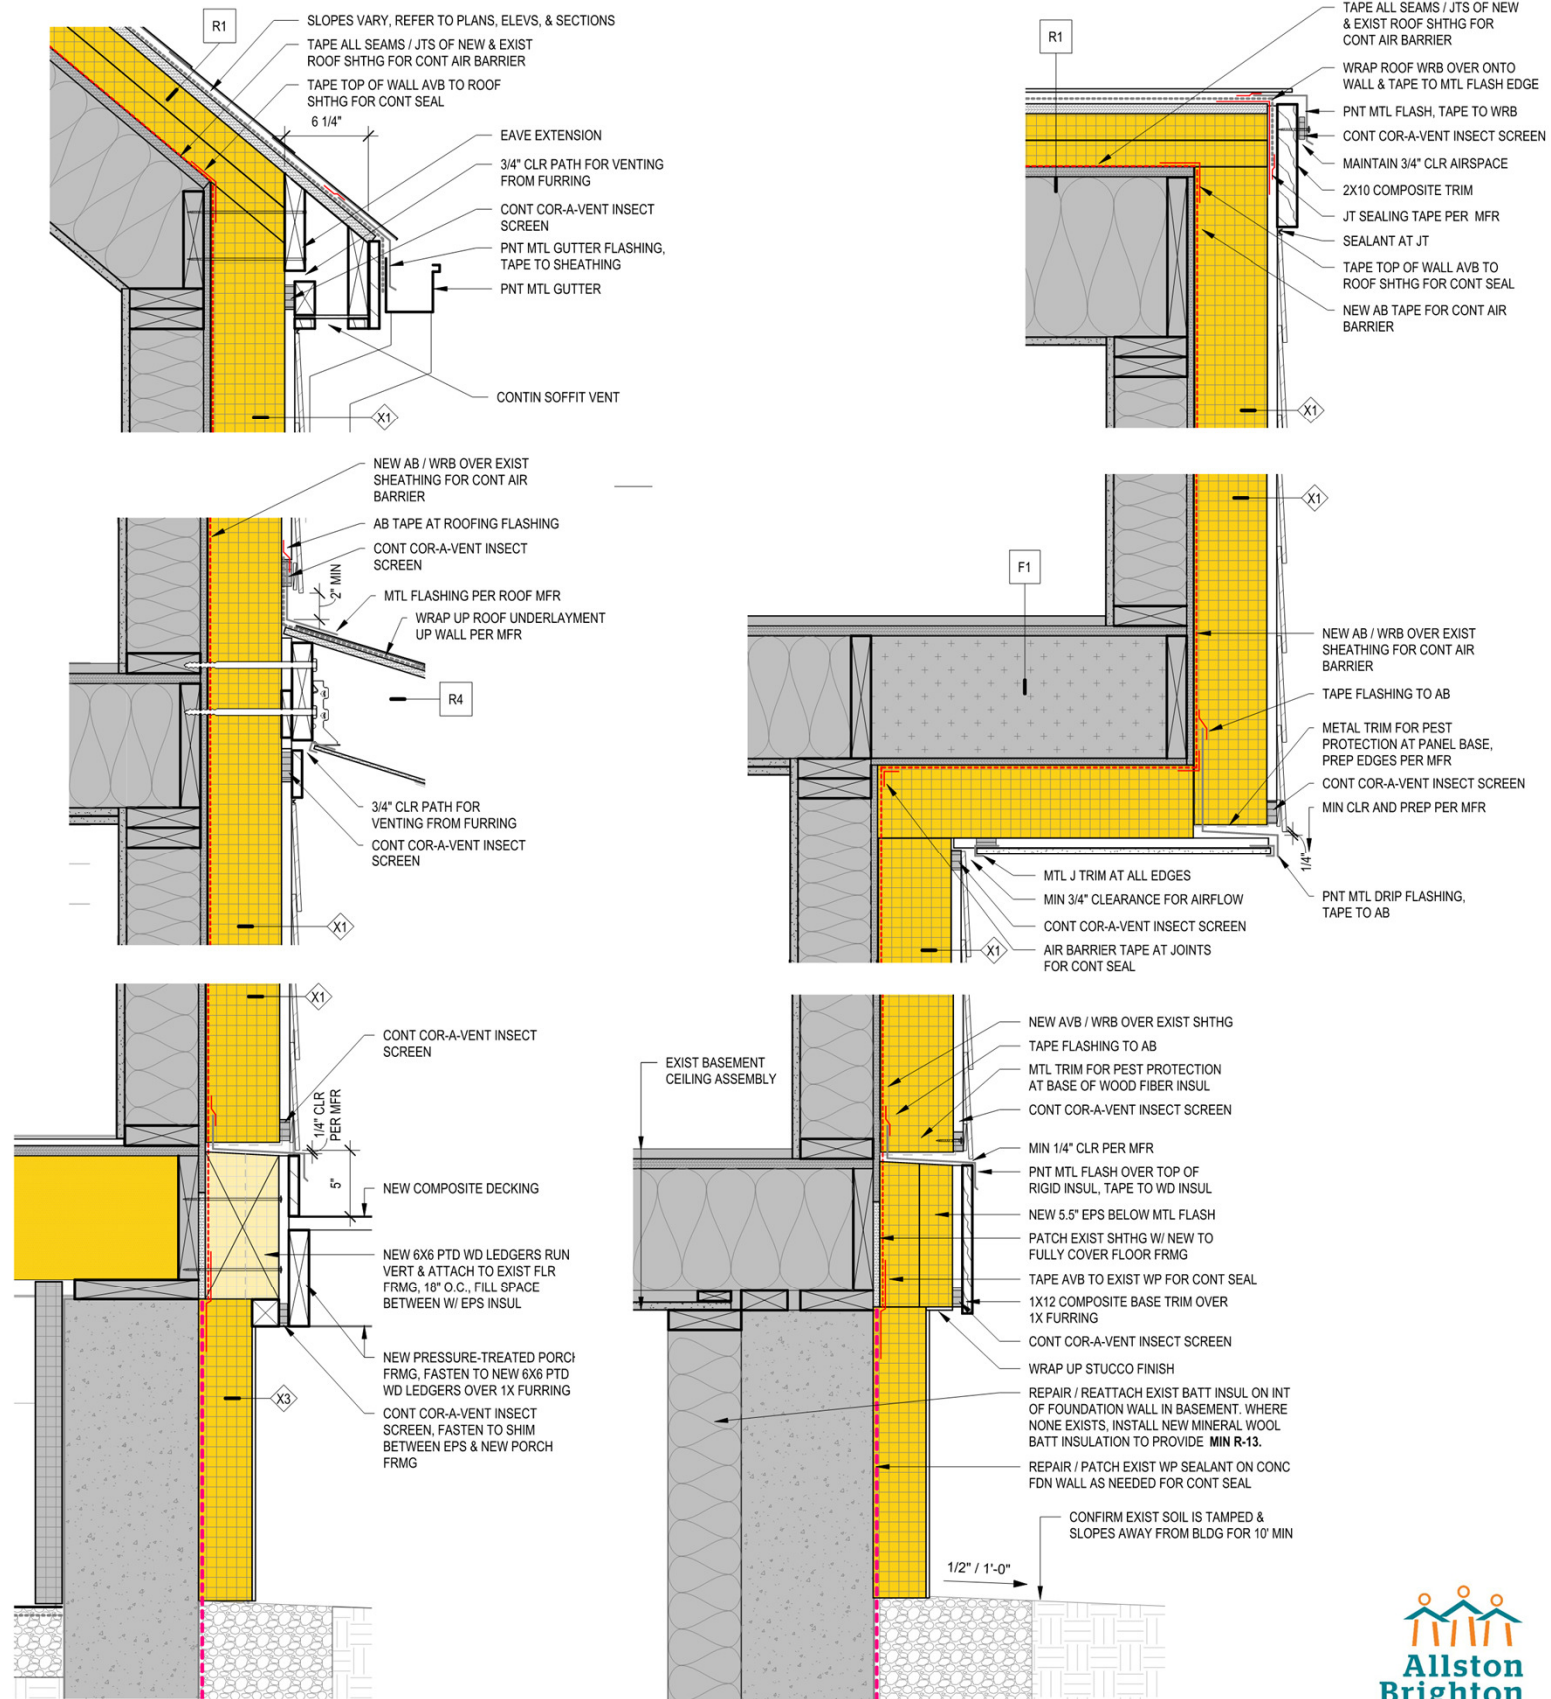 R1
SLOPES VARY, REFER TO PLANS, ELEVS, & SECTIONS
TAPE ALL SEAMS / JTS OF NEW & EXIST
ROOF SHTHG FOR CONT AIR BARRIER
TAPE TOP OF WALL AVB TO ROOF
SHTHG FOR CONT SEAL
6 1/4"
EAVE EXTENSION
3/4" CLR PATH FOR VENTING
FROM FURRING
CONT COR-A-VENT INSECT
SCREEN
PNT MTL GUTTER FLASHING,
TAPE TO SHEATHING
PNT MTL GUTTER
CONTIN SOFFIT VENT
X1
R1
TAPE ALL SEAMS / JTS OF NEW
& EXIST ROOF SHTHG FOR
CONT AIR BARRIER
WRAP ROOF WRB OVER ONTO
WALL & TAPE TO MTL FLASH EDGE
PNT MTL FLASH, TAPE TO WRB
CONT COR-A-VENT INSECT SCREEN
MAINTAIN 3/4" CLR AIRSPACE
2X10 COMPOSITE TRIM
JT SEALING TAPE PER MFR
SEALANT AT JT
TAPE TOP OF WALL AVB TO
ROOF SHTHG FOR CONT SEAL
NEW AB TAPE FOR CONT AIR
BARRIER
X1
NEW AB / WRB OVER EXIST
SHEATHING FOR CONT AIR
BARRIER
AB TAPE AT ROOFING FLASHING
CONT COR-A-VENT INSECT
SCREEN
2" MIN
MTL FLASHING PER ROOF MFR
WRAP UP ROOF UNDERLAYMENT
UP WALL PER MFR
R4
3/4" CLR PATH FOR
VENTING FROM FURRING
CONT COR-A-VENT INSECT
SCREEN
X1
X1
F1
NEW AB / WRB OVER EXIST
SHEATHING FOR CONT AIR
BARRIER
TAPE FLASHING TO AB
METAL TRIM FOR PEST
PROTECTION AT PANEL BASE,
PREP EDGES PER MFR
CONT COR-A-VENT INSECT SCREEN
MIN CLR AND PREP PER MFR
1/4"
PNT MTL DRIP FLASHING,
TAPE TO AB
MTL J TRIM AT ALL EDGES
MIN 3/4" CLEARANCE FOR AIRFLOW
CONT COR-A-VENT INSECT SCREEN
AIR BARRIER TAPE AT JOINTS
FOR CONT SEAL
X1
X1
CONT COR-A-VENT INSECT
SCREEN
1/4" CLR
PER MFR
5"
NEW COMPOSITE DECKING
NEW 6X6 PTD WD LEDGERS RUN
VERT & ATTACH TO EXIST FLR
FRMG, 18" O.C., FILL SPACE
BETWEEN W/ EPS INSUL
NEW PRESSURE-TREATED PORCH
FRMG, FASTEN TO NEW 6X6 PTD
WD LEDGERS OVER 1X FURRING
X3
CONT COR-A-VENT INSECT
SCREEN, FASTEN TO SHIM
BETWEEN EPS & NEW PORCH
FRMG
EXIST BASEMENT
CEILING ASSEMBLY
NEW AVB / WRB OVER EXIST SHTHG
TAPE FLASHING TO AB
MTL TRIM FOR PEST PROTECTION
AT BASE OF WOOD FIBER INSUL
CONT COR-A-VENT INSECT SCREEN
MIN 1/4" CLR PER MFR
PNT MTL FLASH OVER TOP OF
RIGID INSUL, TAPE TO WD INSUL
NEW 5.5" EPS BELOW MTL FLASH
PATCH EXIST SHTHG W/ NEW TO
FULLY COVER FLOOR FRMG
TAPE AVB TO EXIST WP FOR CONT SEAL
1X12 COMPOSITE BASE TRIM OVER
1X FURRING
CONT COR-A-VENT INSECT SCREEN
WRAP UP STUCCO FINISH
REPAIR / REATTACH EXIST BATT INSUL ON INT
OF FOUNDATION WALL IN BASEMENT. WHERE
NONE EXISTS, INSTALL NEW MINERAL WOOL
BATT INSULATION TO PROVIDE MIN R-13.
REPAIR / PATCH EXIST WP SEALANT ON CONC
FDN WALL AS NEEDED FOR CONT SEAL
CONFIRM EXIST SOIL IS TAMPED &
SLOPES AWAY FROM BLDG FOR 10' MIN
1/2" / 1'-0"
Allston
Brighton